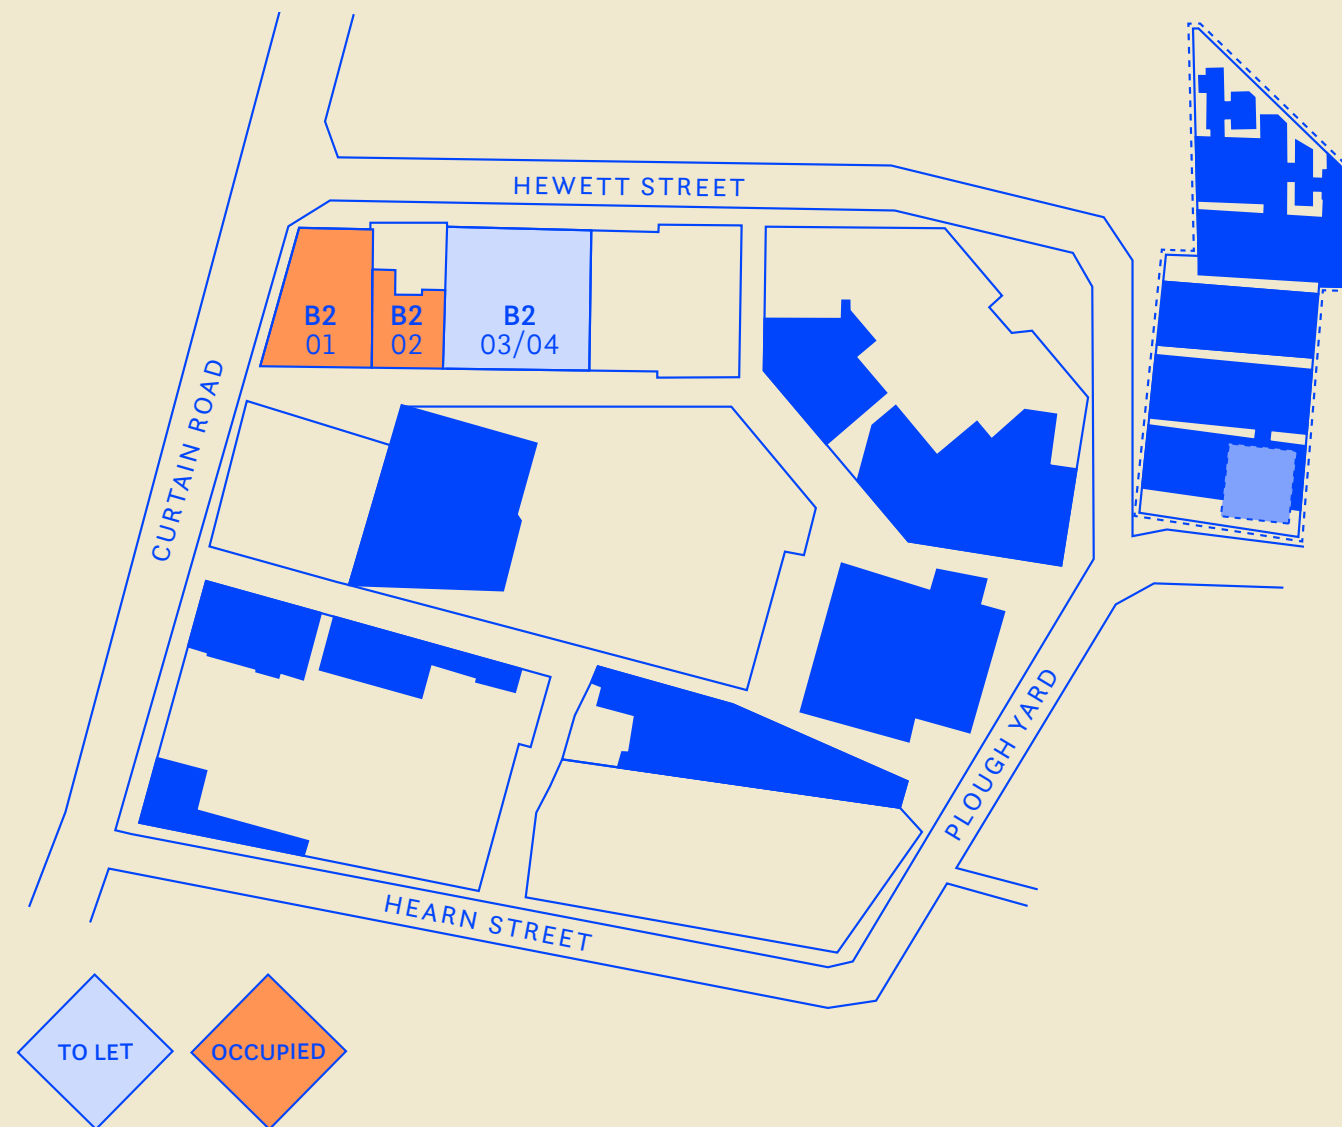 HEWETT STREET
B2
01
B2
02
B2
03/04
CURTAIN ROAD
PLOUGH YARD
HEARN STREET
TO LET
OCCUPIED